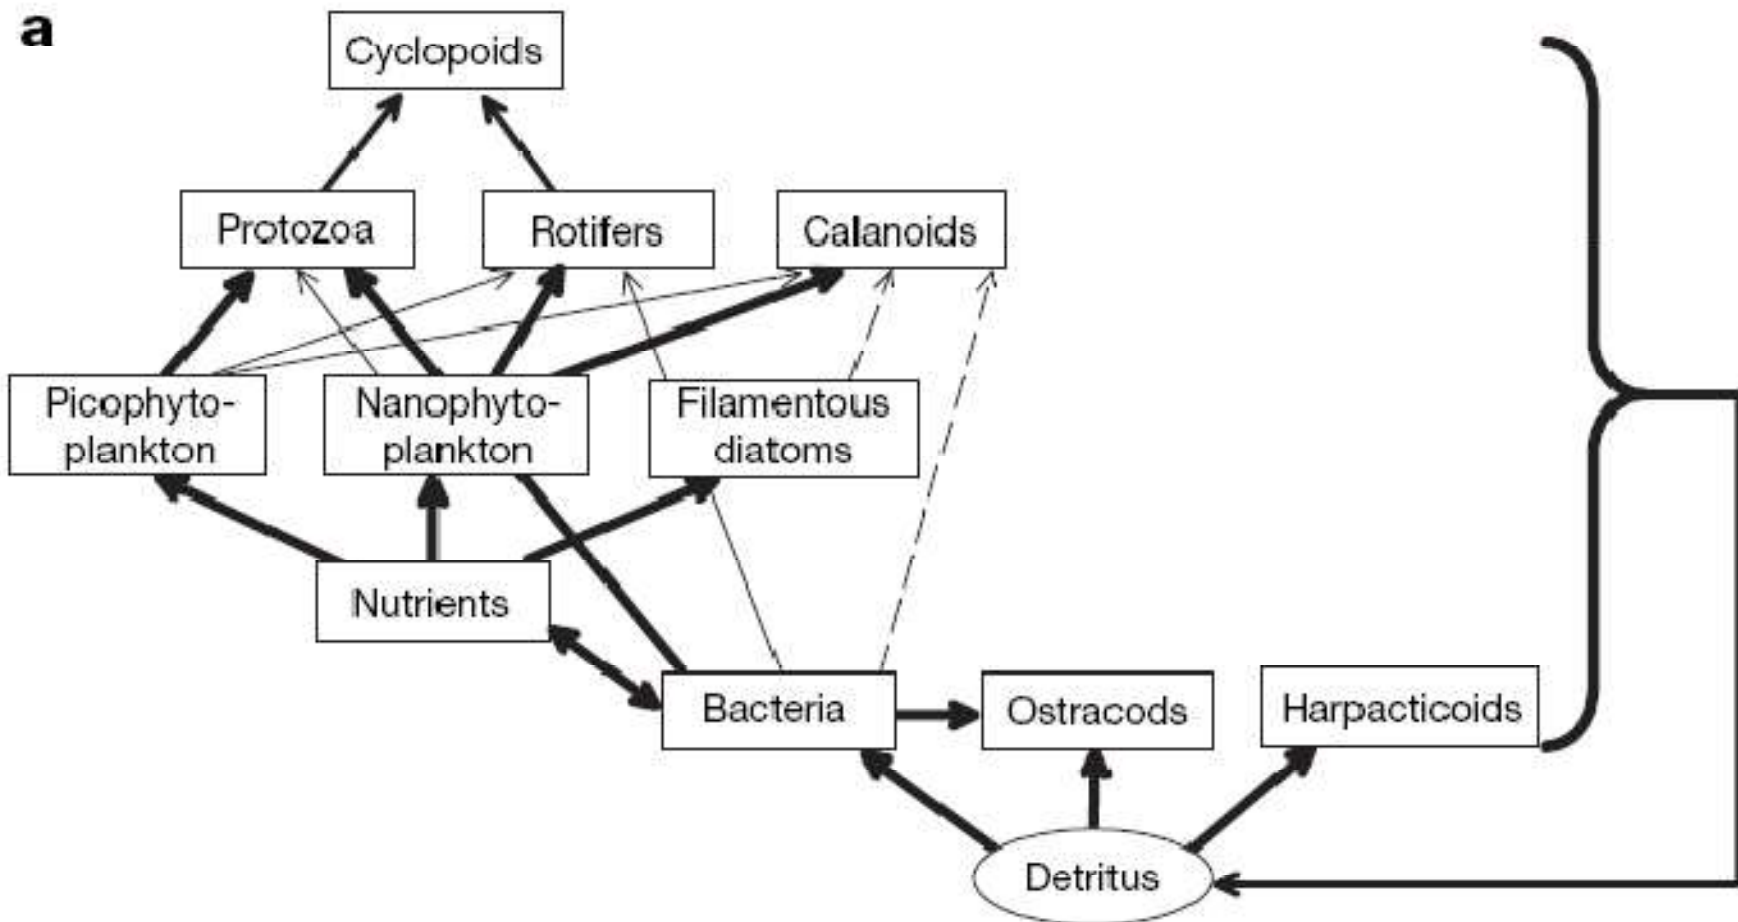 a
Cyclopoids
Protozoa
Rotifers
Calanoids
Picophyto-
plankton
Nanophyto-
plankton
Filamentous
diatoms
Nutrients
Bacteria
Ostracods
Harpacticoids
Detritus